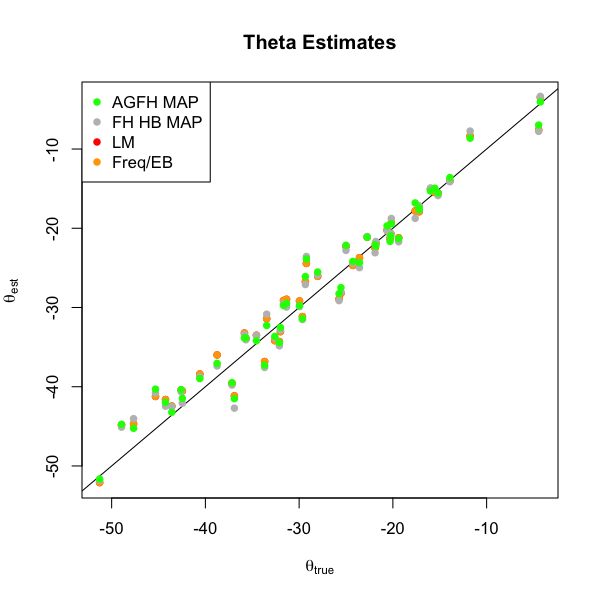 Theta Estimates
AGFH MAP
FH HB MAP
LM
Freq/EB
-10
-20
-30
-40
-50
θest
-50 -40 -30 -20 -10
θtrue